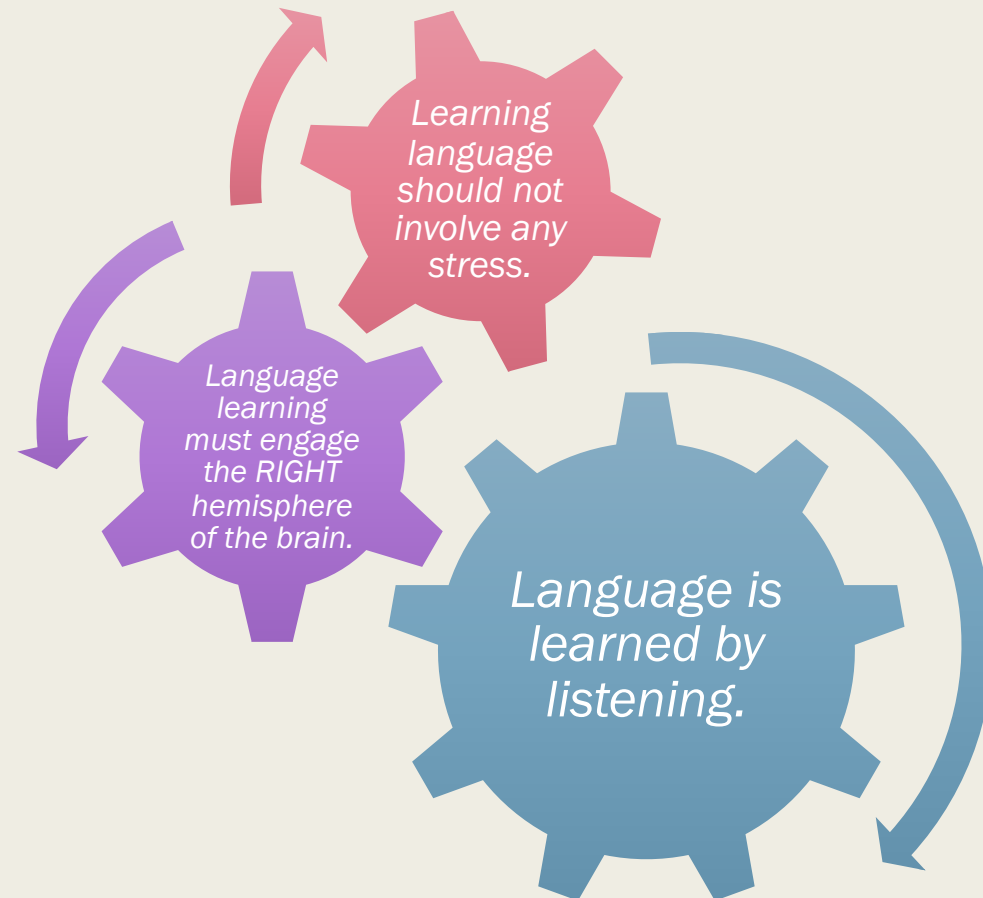 Learning
language
should not
involve any
stress.
Language
learning
must engage
the RIGHT
hemisphere
of the brain.
Language is
learned by
listening.